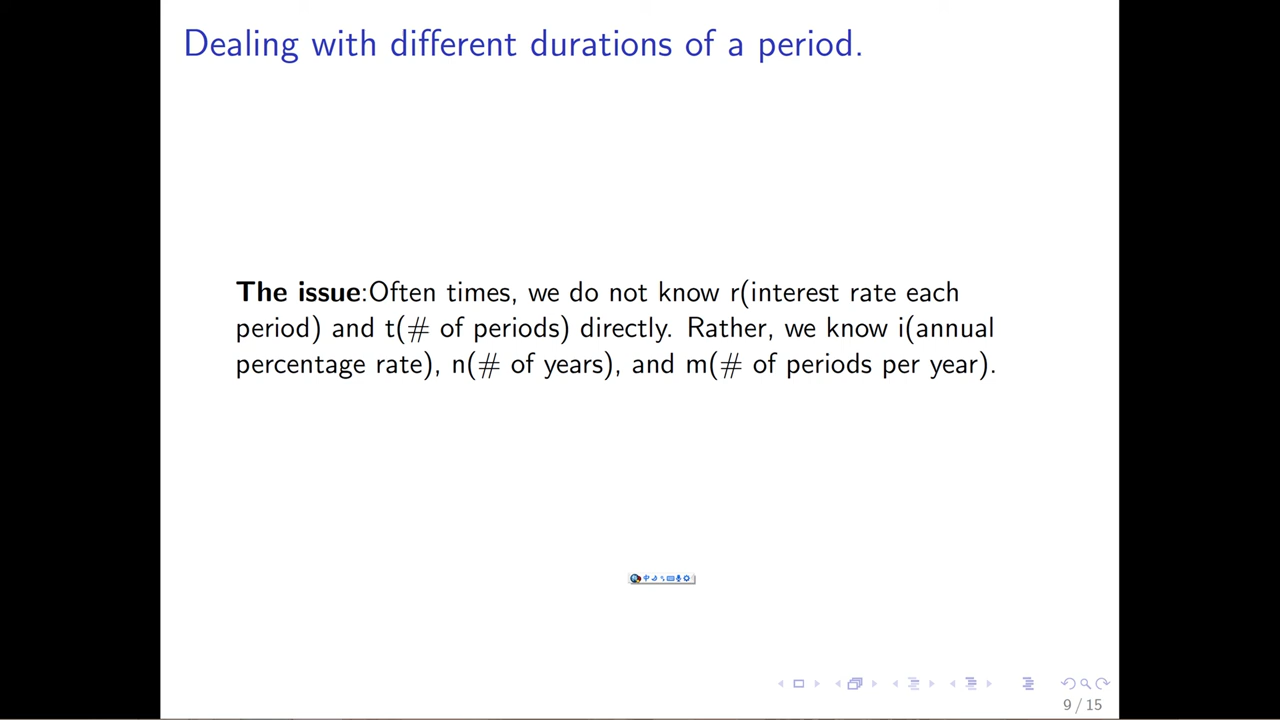 Dealing with different durations of a period.
The issue:Often times, we do not know r(interest rate each
period) and t(# of periods) directly. Rather, we know i(annual
percentage rate), n(# of years), and m(# of periods per year).
中
9 / 15